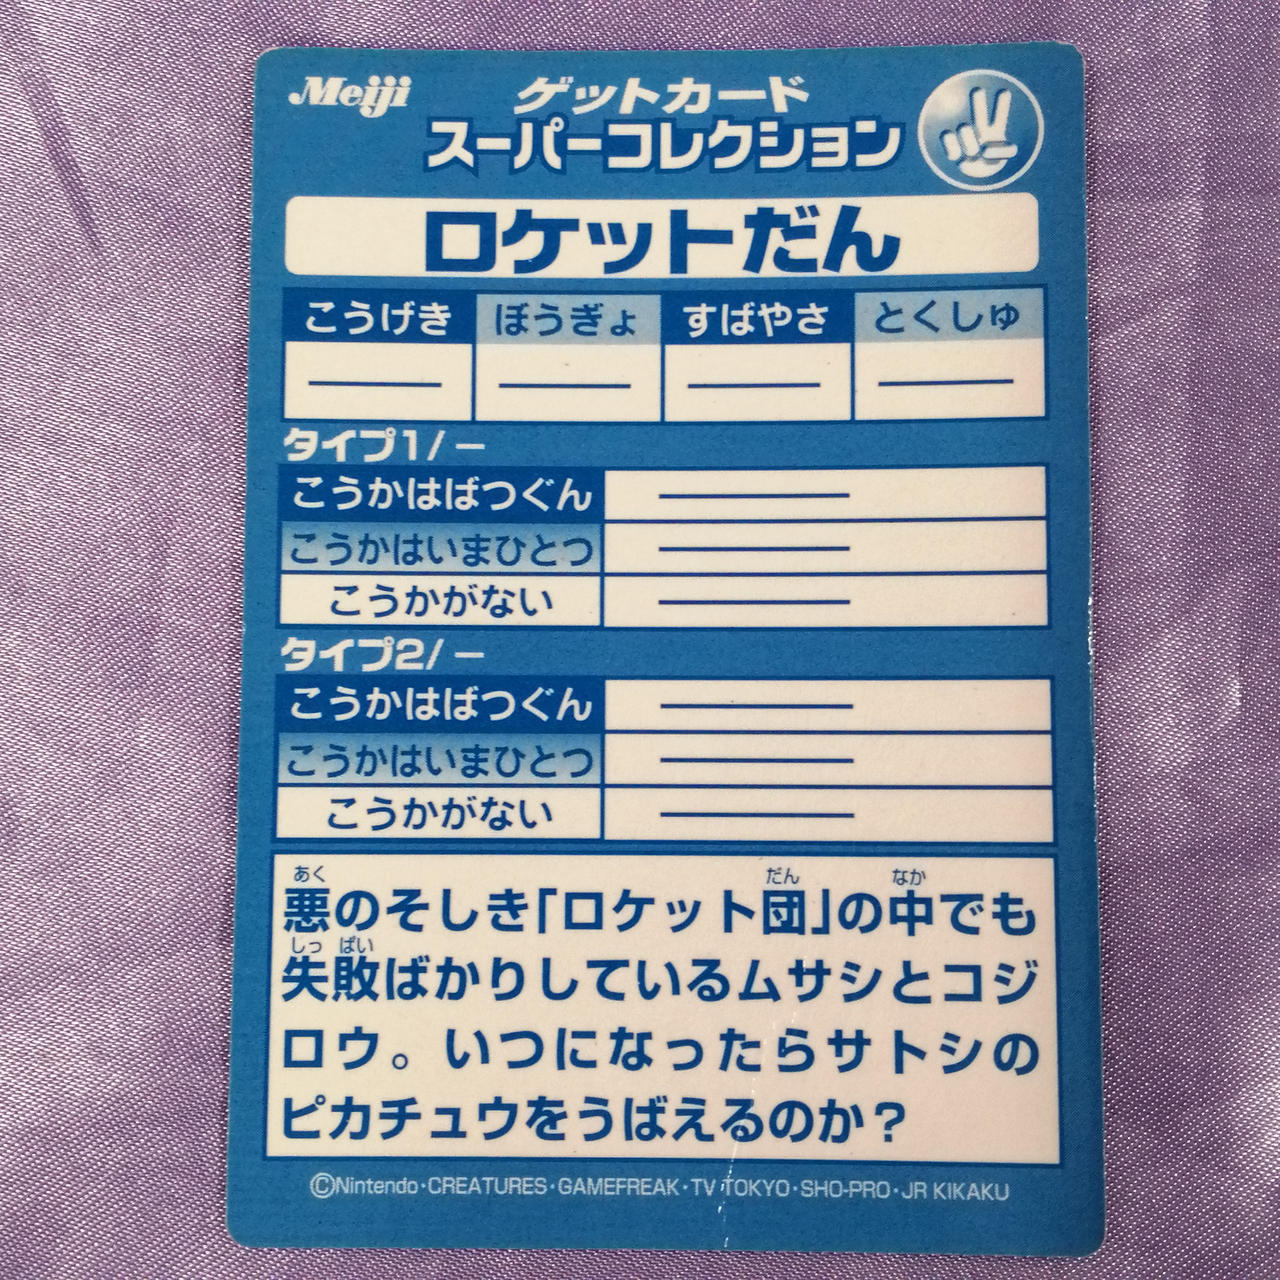 Meiji
ゲットカード
スーパーコレクション
ロケットだん
こうげき ぼうぎょ すばやさ とくしゅ
— — — —
タイプ1/ー
こうかはばつぐん —
こうかはいまひとつ —
こうかがない —
タイプ2/ー
こうかはばつぐん —
こうかはいまひとつ —
こうかがない —
あく だん なか
悪のそしき「ロケット団」の中でも
しっ ぱい
失敗ばかりしているムサシとコジ
ロウ。いつになったらサトシの
ピカチュウをうばえるのか?
©Nintendo・CREATURES・GAMEFREAK・TV TOKYO・SHO-PRO・JR KIKAKU